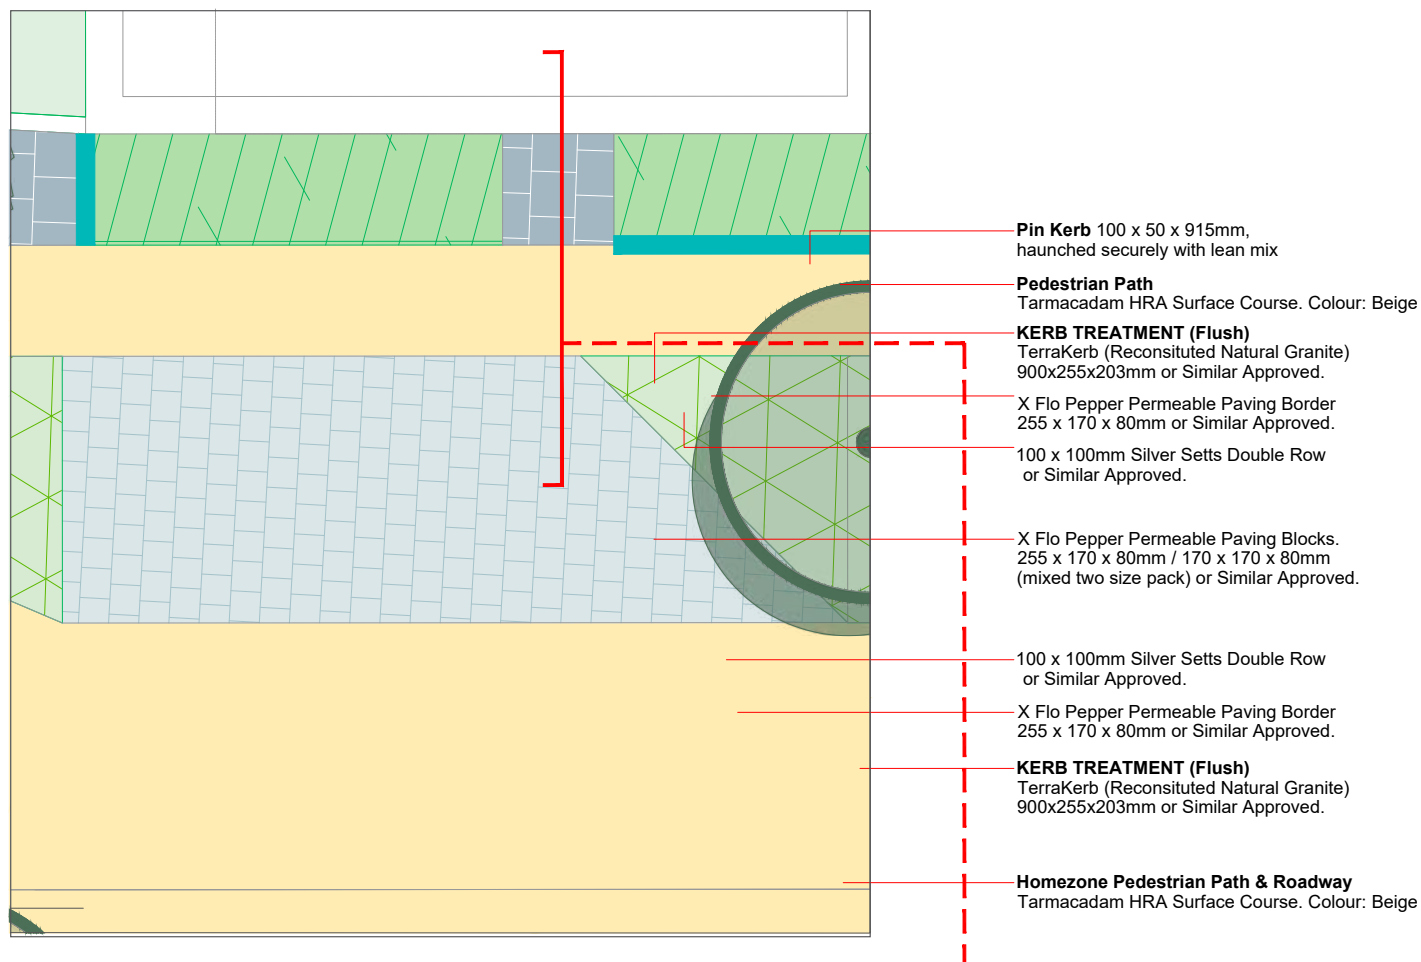 Pin Kerb 100 x 50 x 915mm,
haunched securely with lean mix
Pedestrian Path
Tarmacadam HRA Surface Course. Colour: Beige
KERB TREATMENT (Flush)
TerraKerb (Reconsituted Natural Granite)
900x255x203mm or Similar Approved.
X Flo Pepper Permeable Paving Border
255 x 170 x 80mm or Similar Approved.
100 x 100mm Silver Setts Double Row
or Similar Approved.
X Flo Pepper Permeable Paving Blocks.
255 x 170 x 80mm / 170 x 170 x 80mm
(mixed two size pack) or Similar Approved.
100 x 100mm Silver Setts Double Row
or Similar Approved.
X Flo Pepper Permeable Paving Border
255 x 170 x 80mm or Similar Approved.
KERB TREATMENT (Flush)
TerraKerb (Reconsituted Natural Granite)
900x255x203mm or Similar Approved.
Homezone Pedestrian Path & Roadway
Tarmacadam HRA Surface Course. Colour: Beige